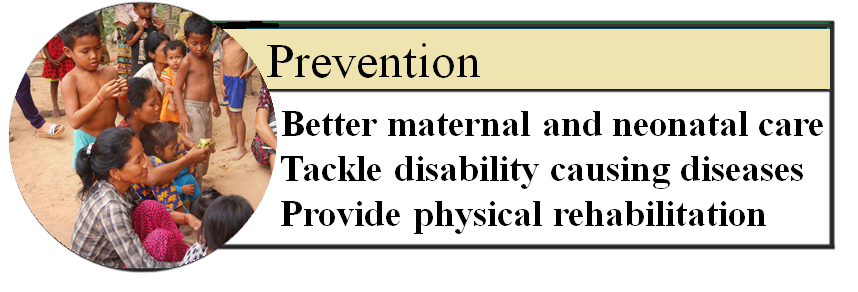 Prevention
Better maternal and neonatal care
Tackle disability causing diseases
Provide physical rehabilitation